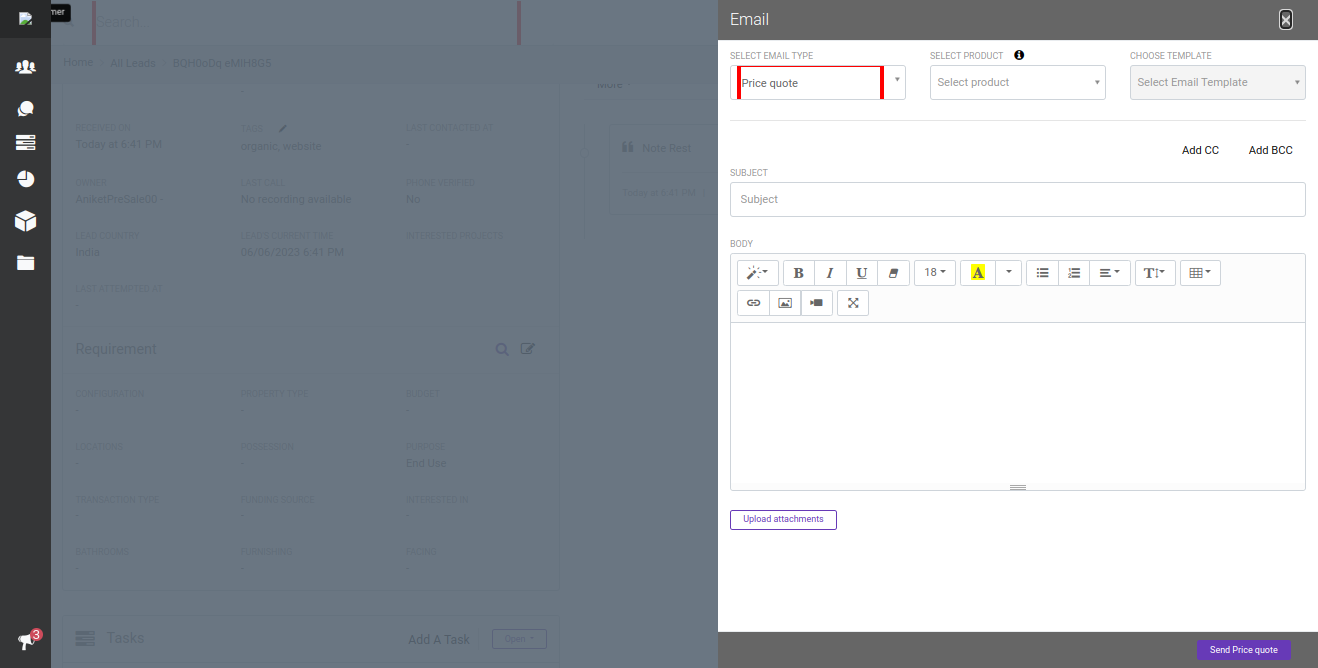 mer
Search...
Home
All Leads
BQH0oDq eMiH8G5
More
-
RECEIVED ON
Today at 6:41 PM
TAGS
organic, website
LAST CONTACTED AT
-
OWNER
AniketPreSale00 -
LAST CALL
No recording available
PHONE VERIFIED
No
LEAD COUNTRY
India
LEAD'S CURRENT TIME
06/06/2023 6:41 PM
INTERESTED PROJECTS
LAST ATTEMPTED AT
-
Note Rest
Today at 6:41 PM
Requirement
CONFIGURATION
-
PROPERTY TYPE
-
BUDGET
-
LOCATIONS
-
POSSESSION
-
PURPOSE
End Use
TRANSACTION TYPE
-
FUNDING SOURCE
-
INTERESTED IN
-
BATHROOMS
-
FURNISHING
-
FACING
-
Tasks
Add A Task
Open
3
Email
SELECT EMAIL TYPE
Price quote
SELECT PRODUCT
Select product
CHOOSE TEMPLATE
Select Email Template
Add CC
Add BCC
SUBJECT
Subject
BODY
B I U 18 A
T
Upload attachments
Send Price quote